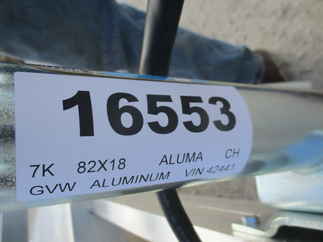 16553
7K 82X18 ALUMA CH
GVW ALUMINUM VIN 42441